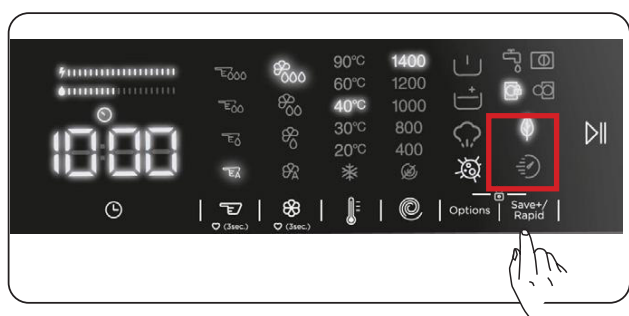 90°C 1400
60°C 1200
40°C 1000
10:00
30°C 800
20°C 400
A A
Options Save+/
Rapid
(3sec.) (3sec.)